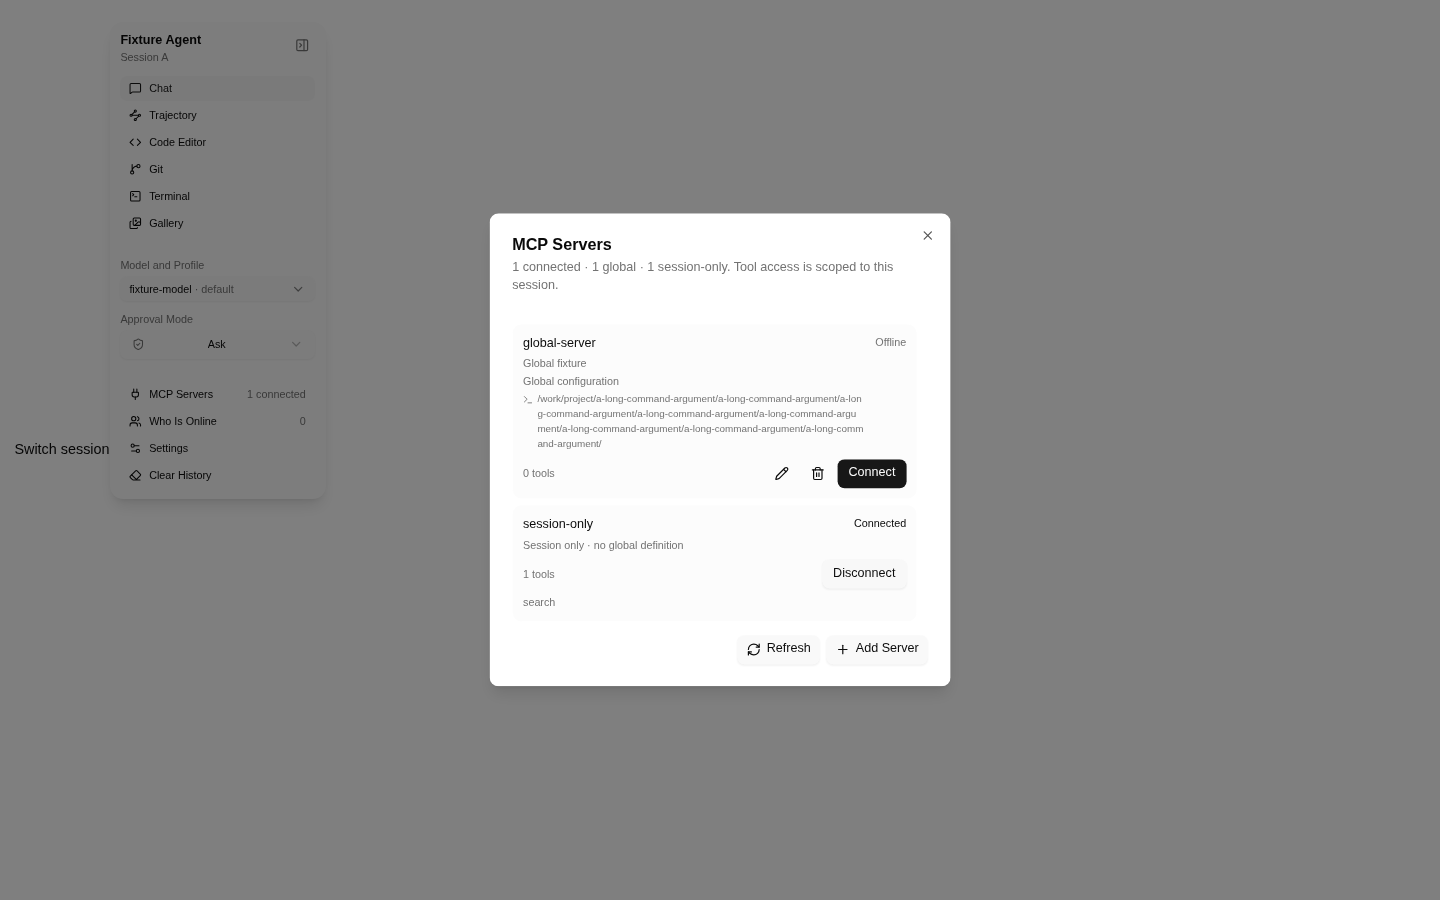 Fixture Agent
Session A
Chat
Trajectory
Code Editor
Git
Terminal
Gallery
Model and Profile
fixture-model · default
Approval Mode
Ask
MCP Servers 1 connected
Who Is Online 0
Switch session
Settings
Clear History
MCP Servers
1 connected · 1 global · 1 session-only. Tool access is scoped to this
session.
global-server Offline
Global fixture
Global configuration
/work/project/a-long-command-argument/a-long-command-argument/a-lon
g-command-argument/a-long-command-argument/a-long-command-argu
ment/a-long-command-argument/a-long-command-argument/a-long-comm
and-argument/
0 tools Connect
session-only Connected
Session only · no global definition
1 tools Disconnect
search
Refresh Add Server